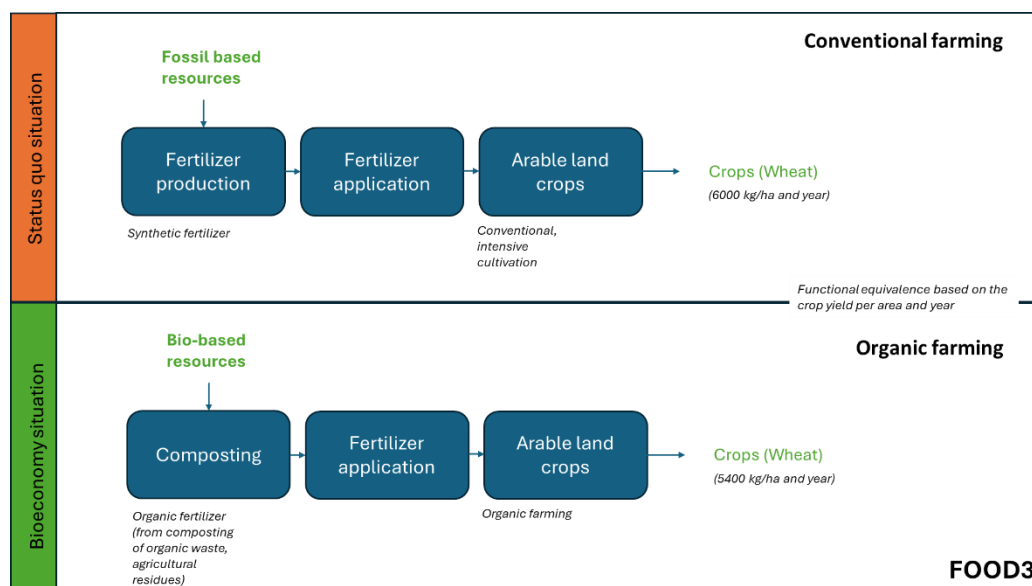 Status quo situation
Conventional farming
Fossil based
resources
Fertilizer
production
Fertilizer
application
Arable land
crops
Crops (Wheat)
(6000 kg/ha and year)
Synthetic fertilizer
Conventional,
intensive
cultivation
Functional equivalence based on the
crop yield per area and year
Bioeconomy situation
Organic farming
Bio-based
resources
Composting
Fertilizer
application
Arable land
crops
Crops (Wheat)
(5400 kg/ha and year)
Organic fertilizer
(from composting
of organic waste,
agricultural
residues)
Organic farming
FOOD3